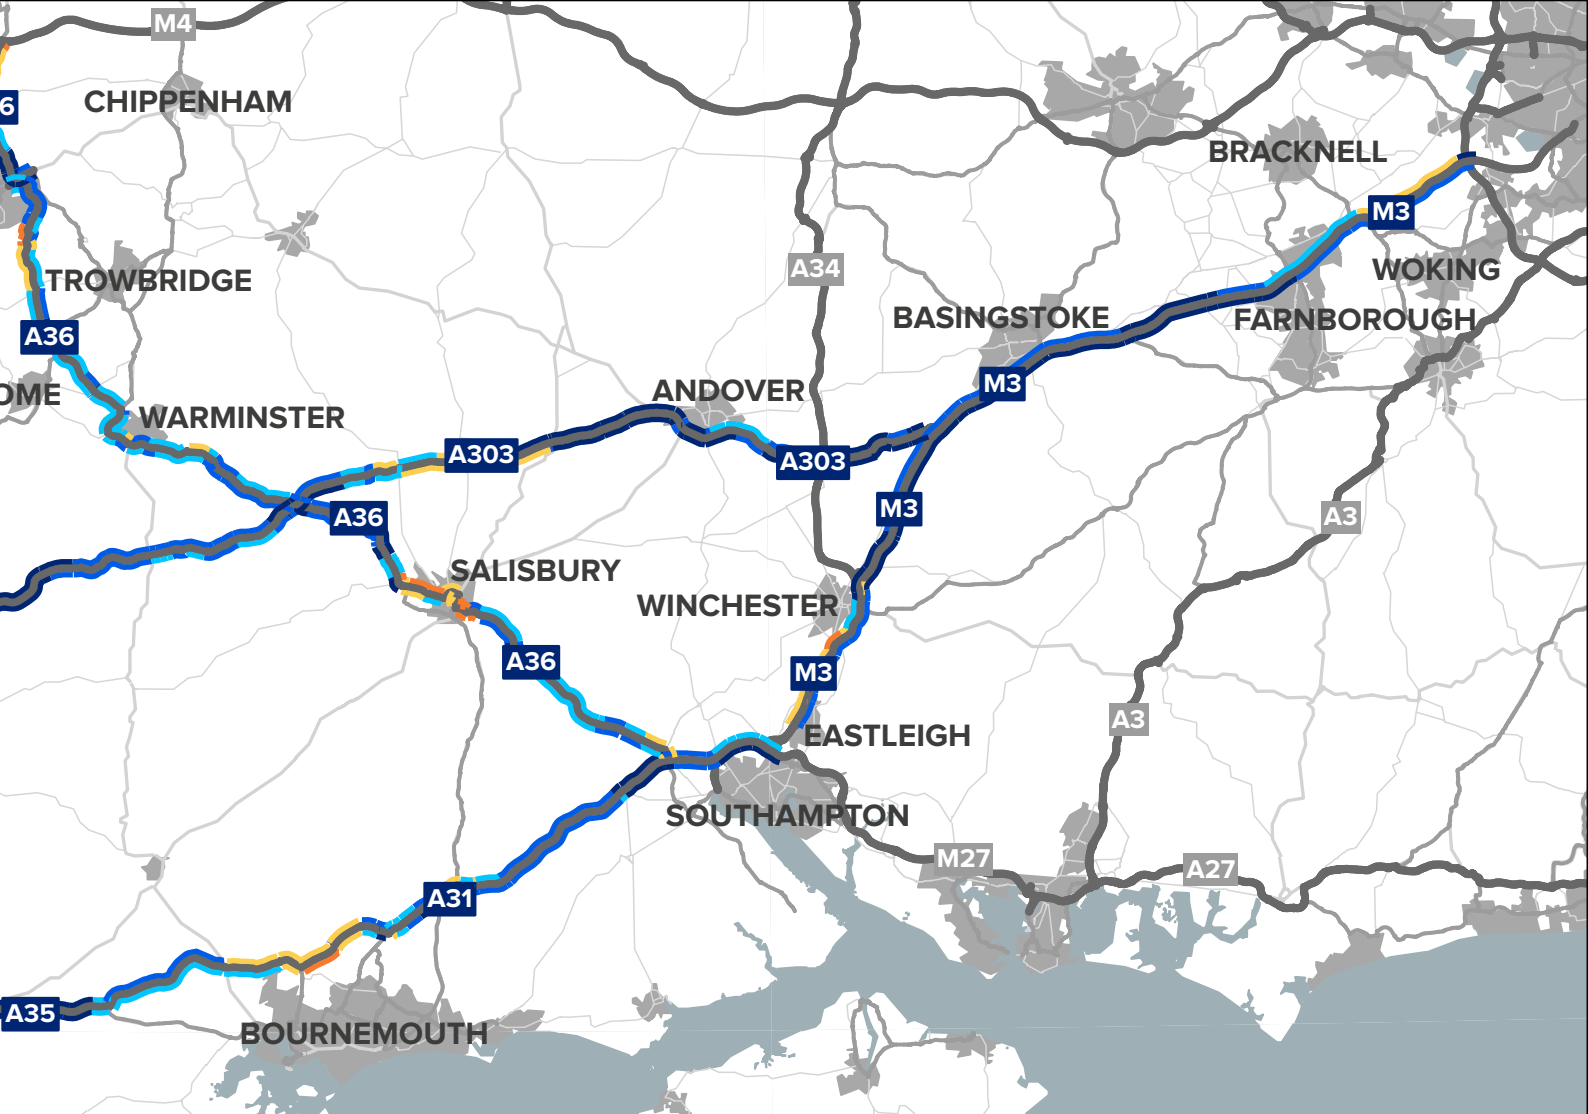 M4
CHIPPENHAM
6
BRACKNELL
M3
A34
WOKING
TROWBRIDGE
BASINGSTOKE
FARNBOROUGH
A36
M3
OME
ANDOVER
WARMINSTER
A303
A303
M3
A36
A3
SALISBURY
WINCHESTER
A36
M3
A3
EASTLEIGH
SOUTHAMPTON
M27
A27
A31
A35
BOURNEMOUTH